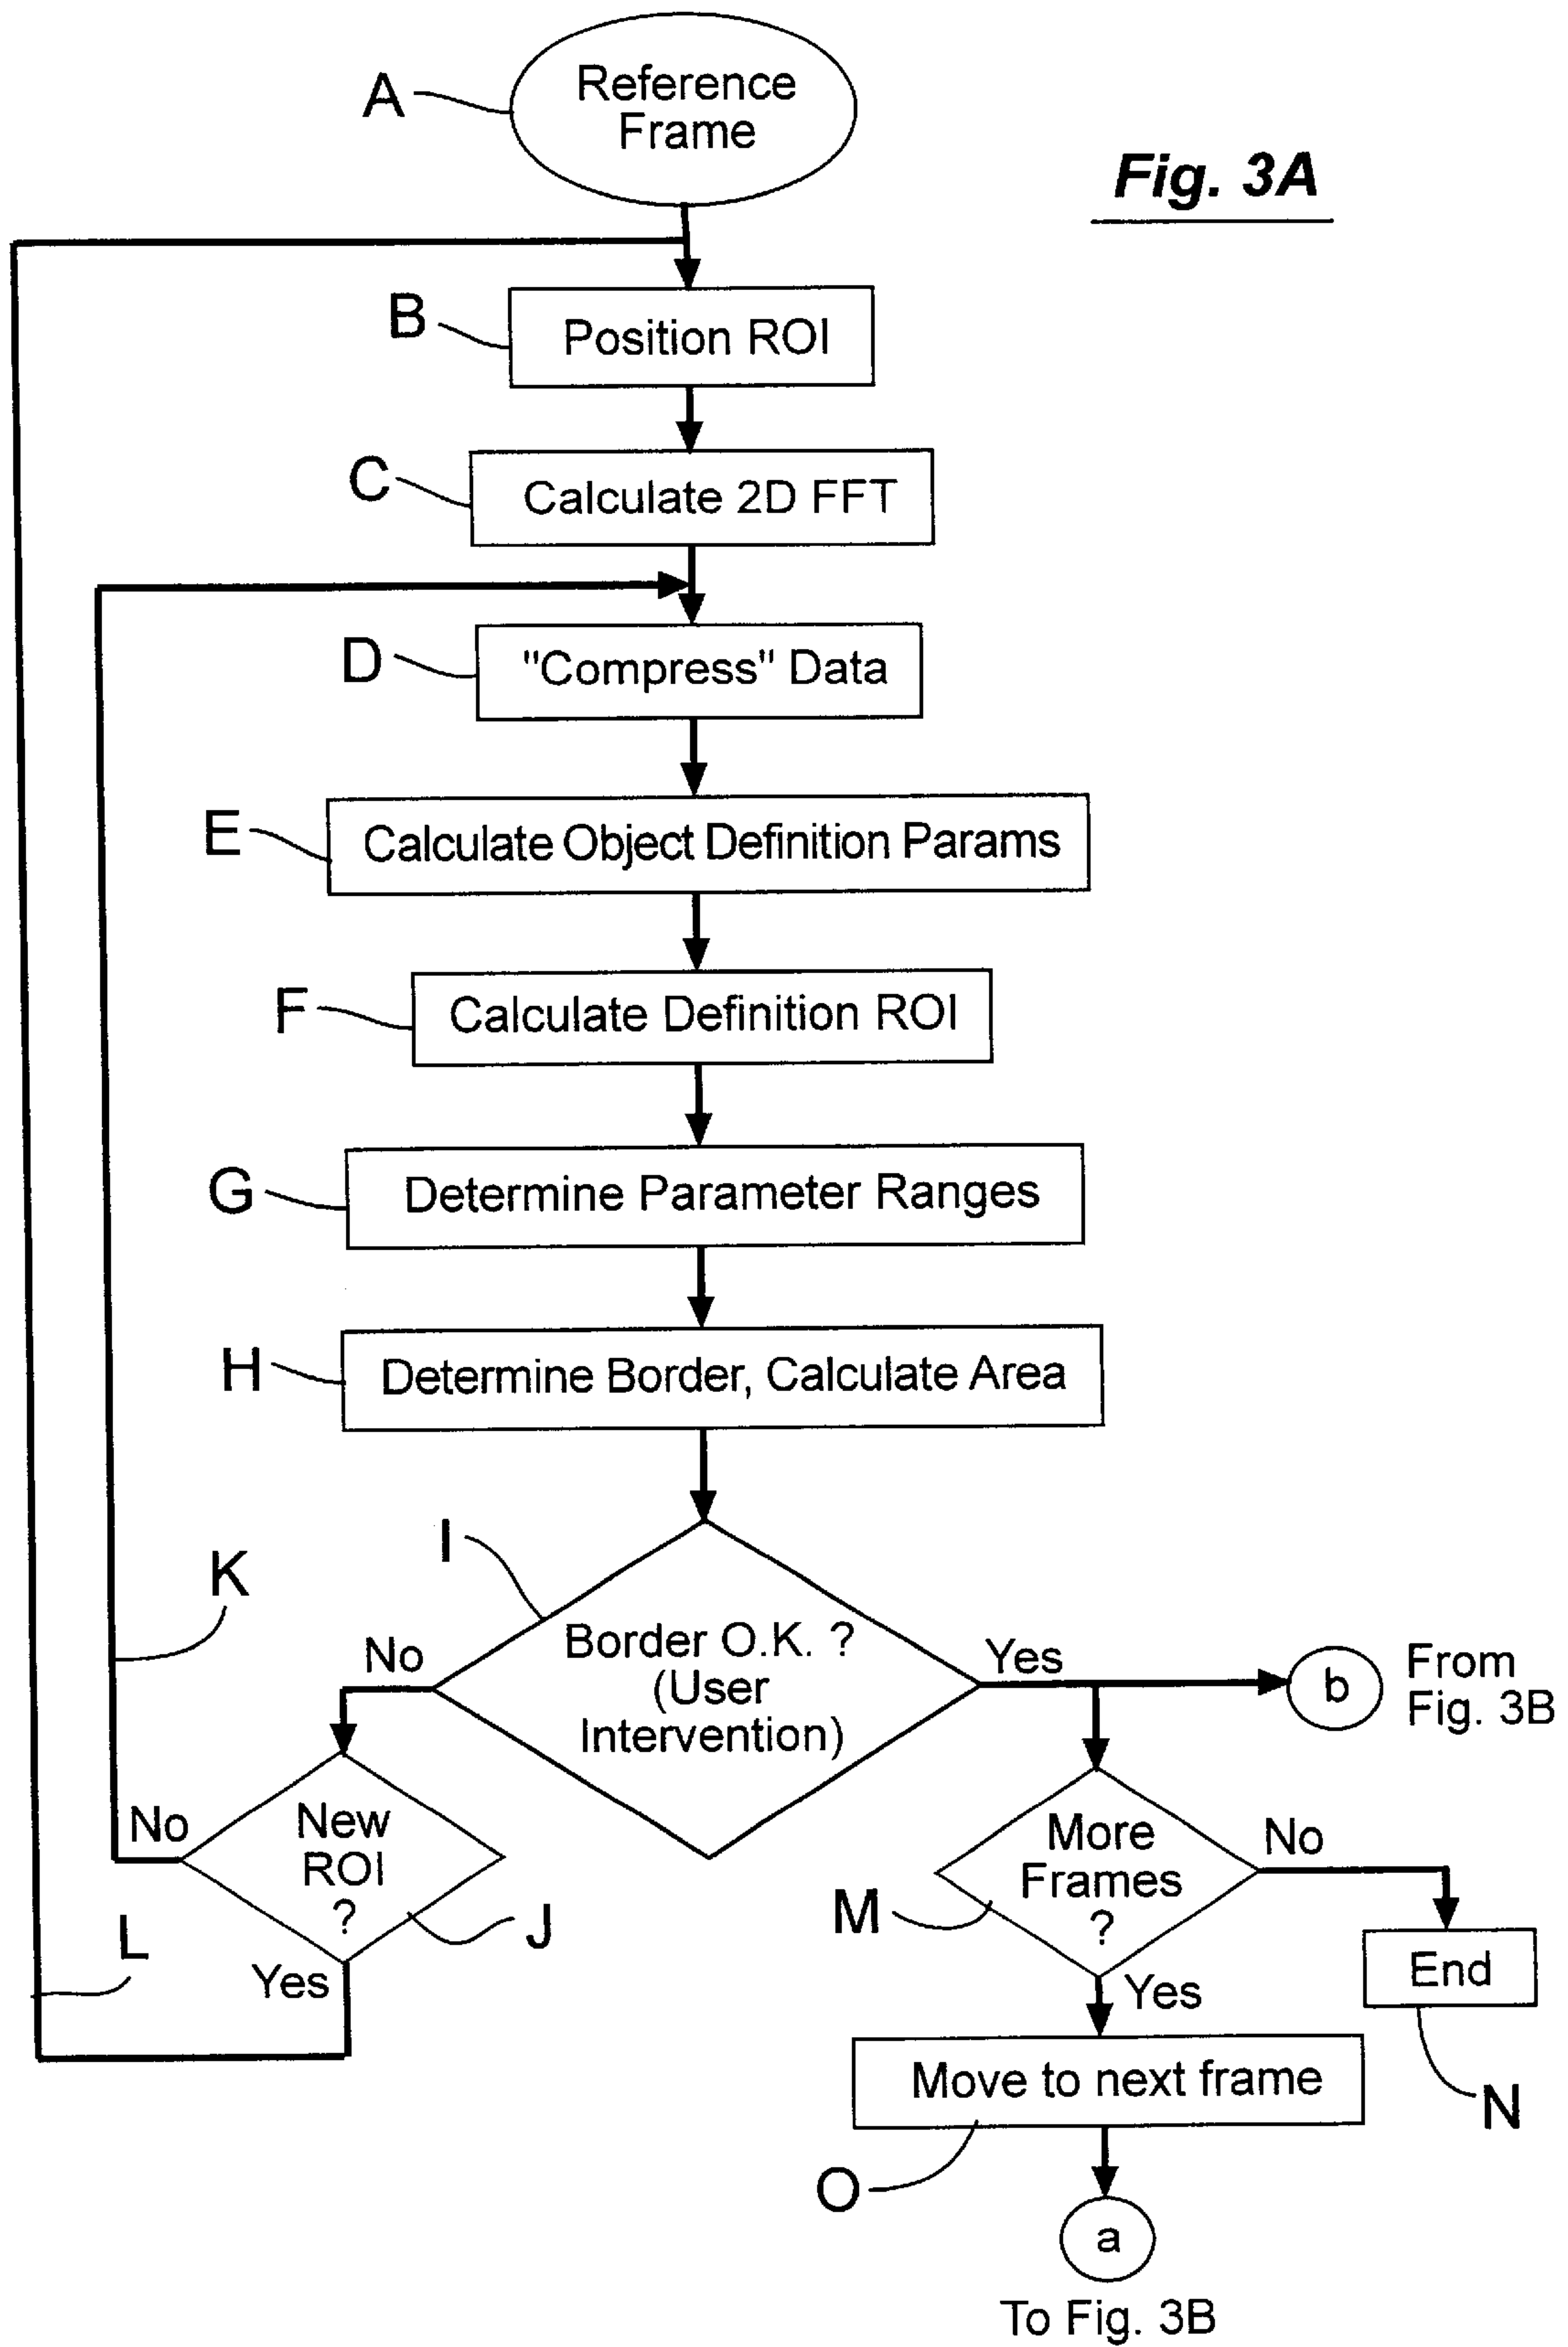 A
Reference
Frame
Fig. 3A
B
Position ROI
C
Calculate 2D FFT
D
"Compress" Data
E
Calculate Object Definition Params
F
Calculate Definition ROI
G
Determine Parameter Ranges
H
Determine Border, Calculate Area
I
K
No
Border O.K. ?
(User
Intervention)
Yes
b
From
Fig. 3B
No
New
ROI
?
J
L
Yes
More
Frames
?
No
M
Yes
End
N
Move to next frame
O
a
To Fig. 3B